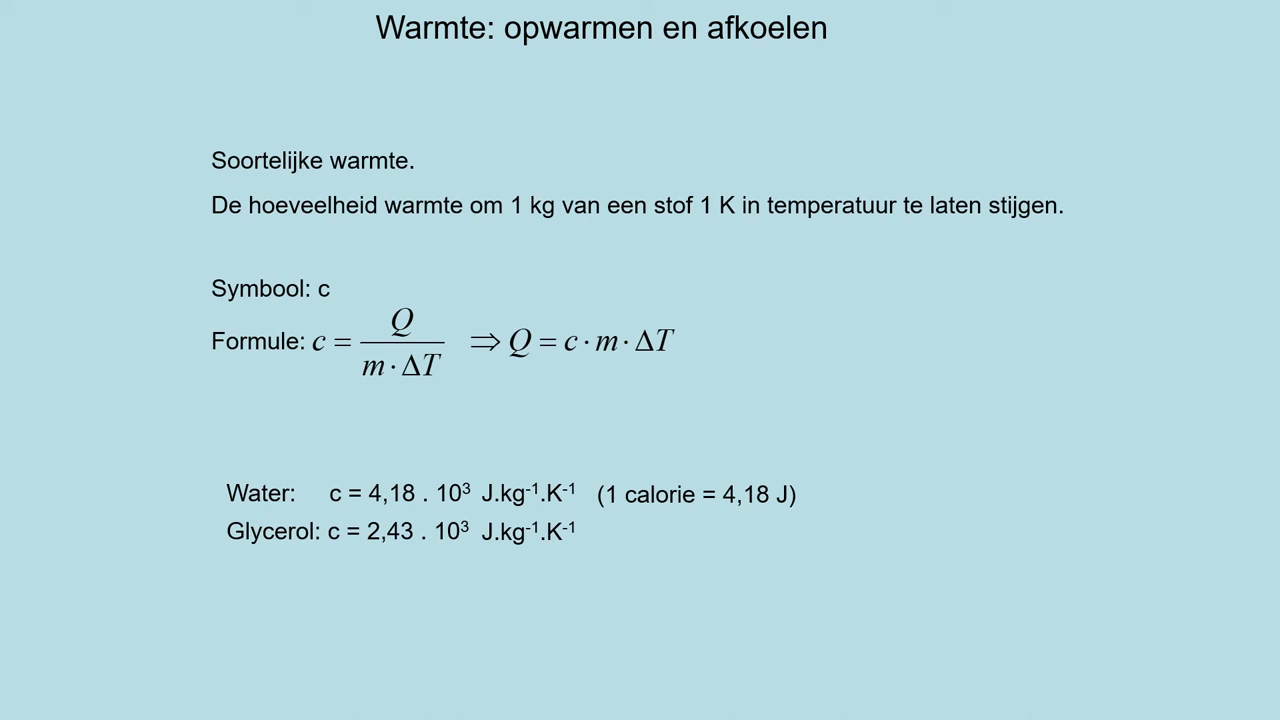 Warmte: opwarmen en afkoelen
Soortelijke warmte.
De hoeveelheid warmte om 1 kg van een stof 1 K in temperatuur te laten stijgen.
Symbool: c
Formule: c = Q / (m · ΔT) ⇒ Q = c · m · ΔT
Water: c = 4,18 . 10³ J.kg⁻¹.K⁻¹ (1 calorie = 4,18 J)
Glycerol: c = 2,43 . 10³ J.kg⁻¹.K⁻¹